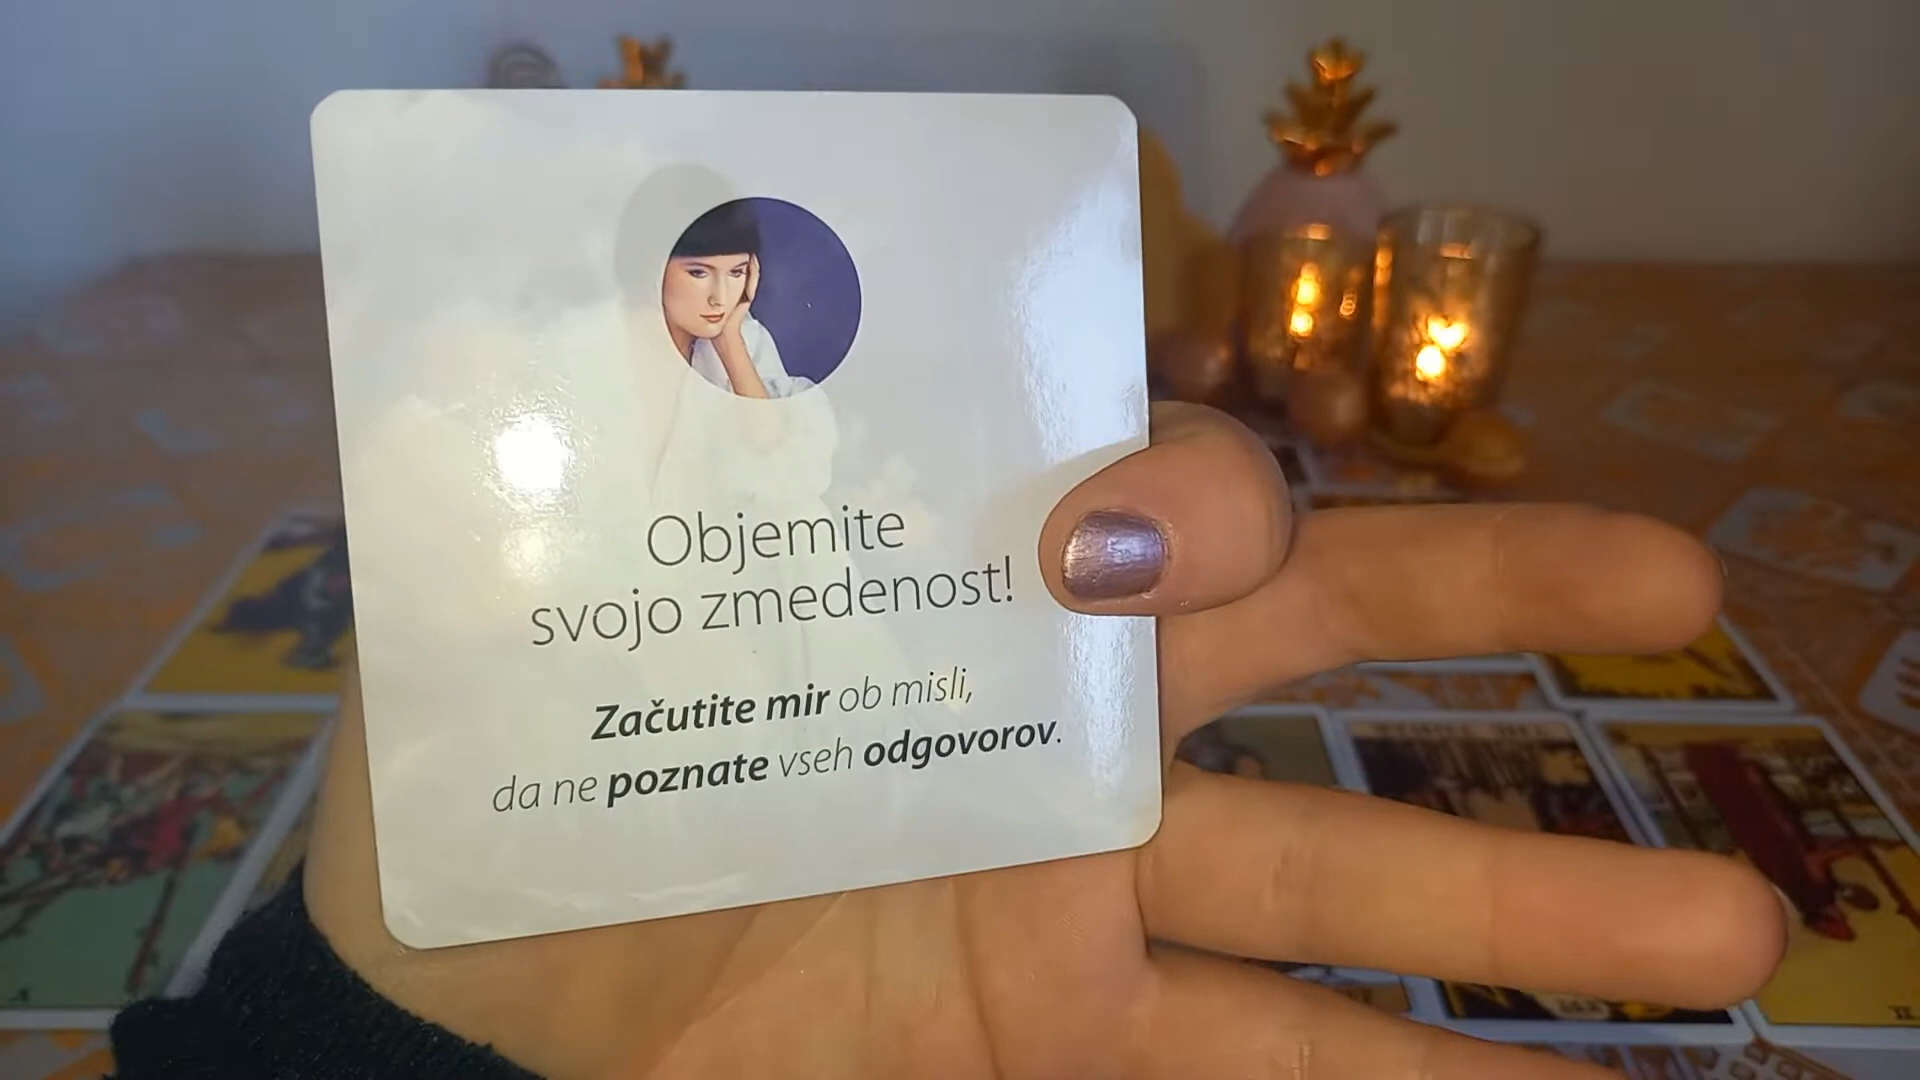 Objemite
svojo zmedenost!
Začutite mir ob misli,
da ne poznate vseh odgovorov.